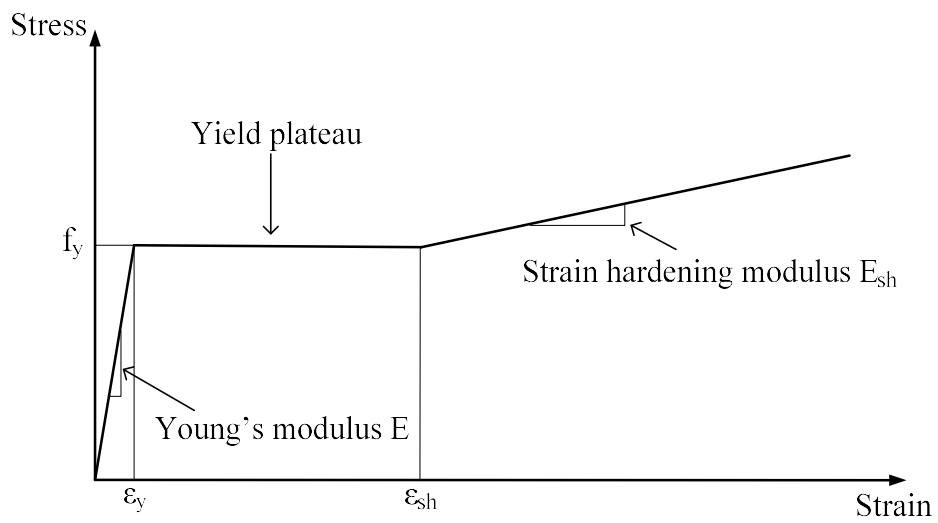 Stress
Yield plateau
fy
Strain hardening modulus Esh
Young’s modulus E
εy
εsh
Strain